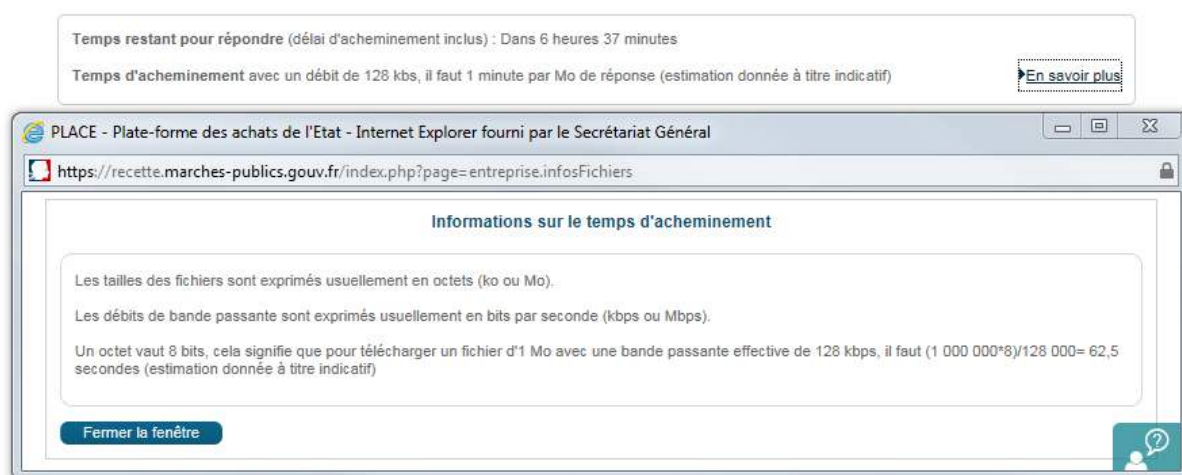 Temps restant pour répondre (délai d'acheminement inclus) : Dans 6 heures 37 minutes
Temps d'acheminement avec un débit de 128 kbs, il faut 1 minute par Mo de réponse (estimation donnée à titre indicatif) En savoir plus
PLACE - Plate-forme des achats de l'Etat - Internet Explorer fourni par le Secrétariat Général
https://recette.marches-publics.gouv.fr/index.php?page=entreprise.infosFichiers
Informations sur le temps d'acheminement
Les tailles des fichiers sont exprimés usuellement en octets (ko ou Mo).
Les débits de bande passante sont exprimés usuellement en bits par seconde (kbps ou Mbps).
Un octet vaut 8 bits, cela signifie que pour télécharger un fichier d'1 Mo avec une bande passante effective de 128 kbps, il faut (1 000 000*8)/128 000= 62,5
secondes (estimation donnée à titre indicatif)
Fermer la fenêtre